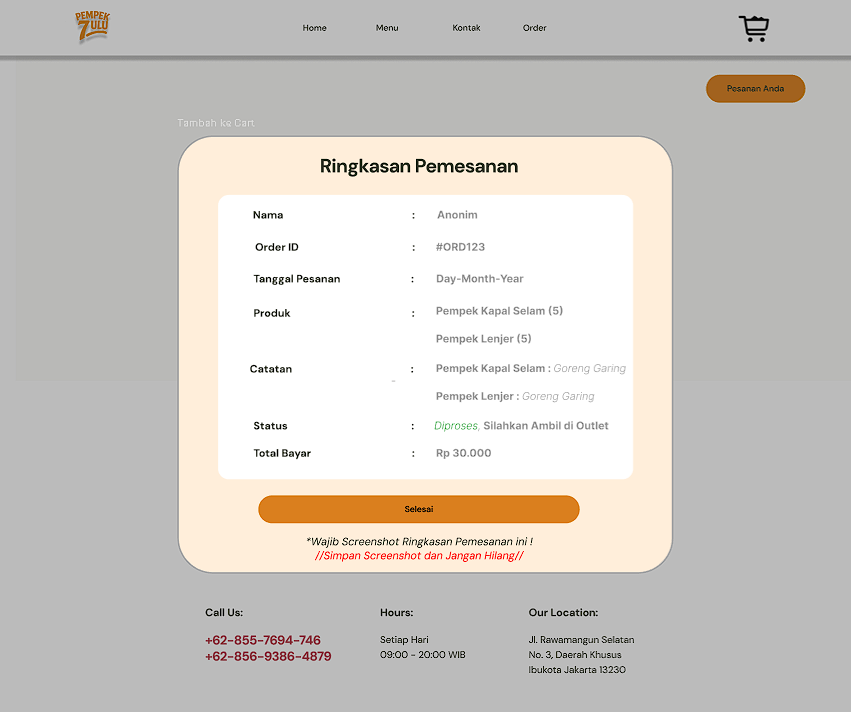 PEMPEK
7 ULU
Home Menu Kontak Order
Pesanan Anda
Tambah ke Cart
Ringkasan Pemesanan
Nama : Anonim
Order ID : #ORD123
Tanggal Pesanan : Day-Month-Year
Produk : Pempek Kapal Selam (5)
Pempek Lenjer (5)
Catatan : Pempek Kapal Selam : Goreng Garing
-
Pempek Lenjer : Goreng Garing
Status : Diproses, Silahkan Ambil di Outlet
Total Bayar : Rp 30.000
Selesai
*Wajib Screenshot Ringkasan Pemesanan ini !
//Simpan Screenshot dan Jangan Hilang//
Call Us:
+62-855-7694-746
+62-856-9386-4879
Hours:
Setiap Hari
09:00 - 20:00 WIB
Our Location:
Jl. Rawamangun Selatan
No. 3, Daerah Khusus
Ibukota Jakarta 13230